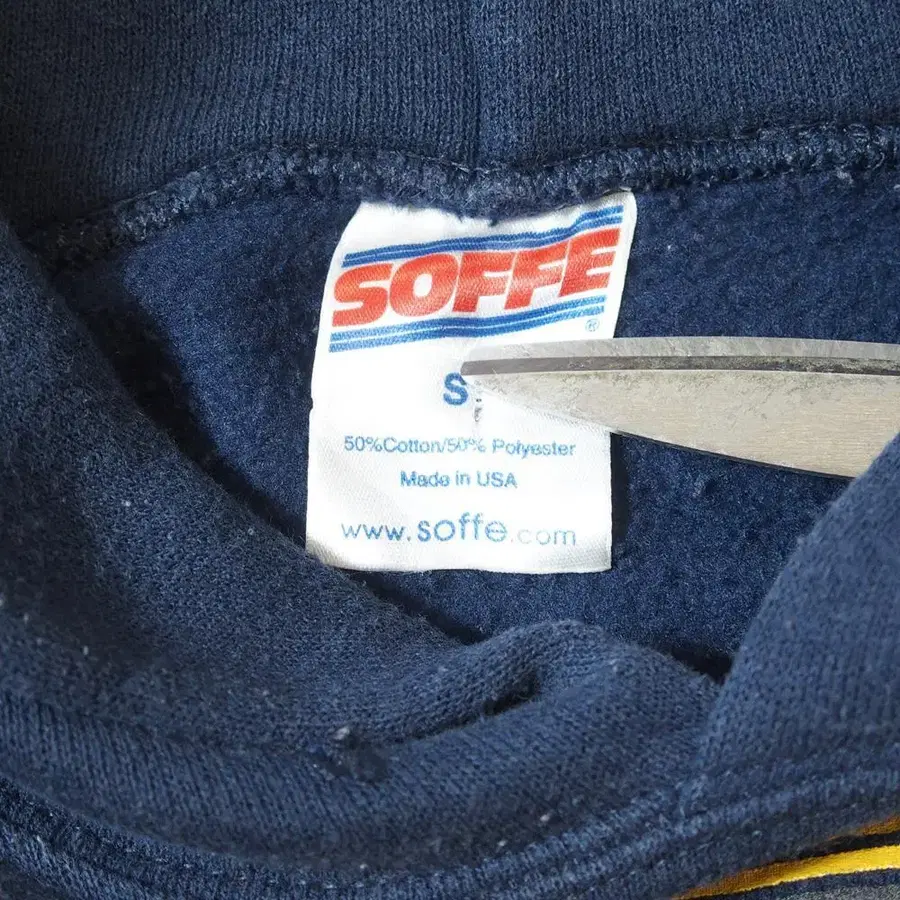 SOFFE
®
S
50%Cotton/50% Polyester
Made in USA
www.soffe.com